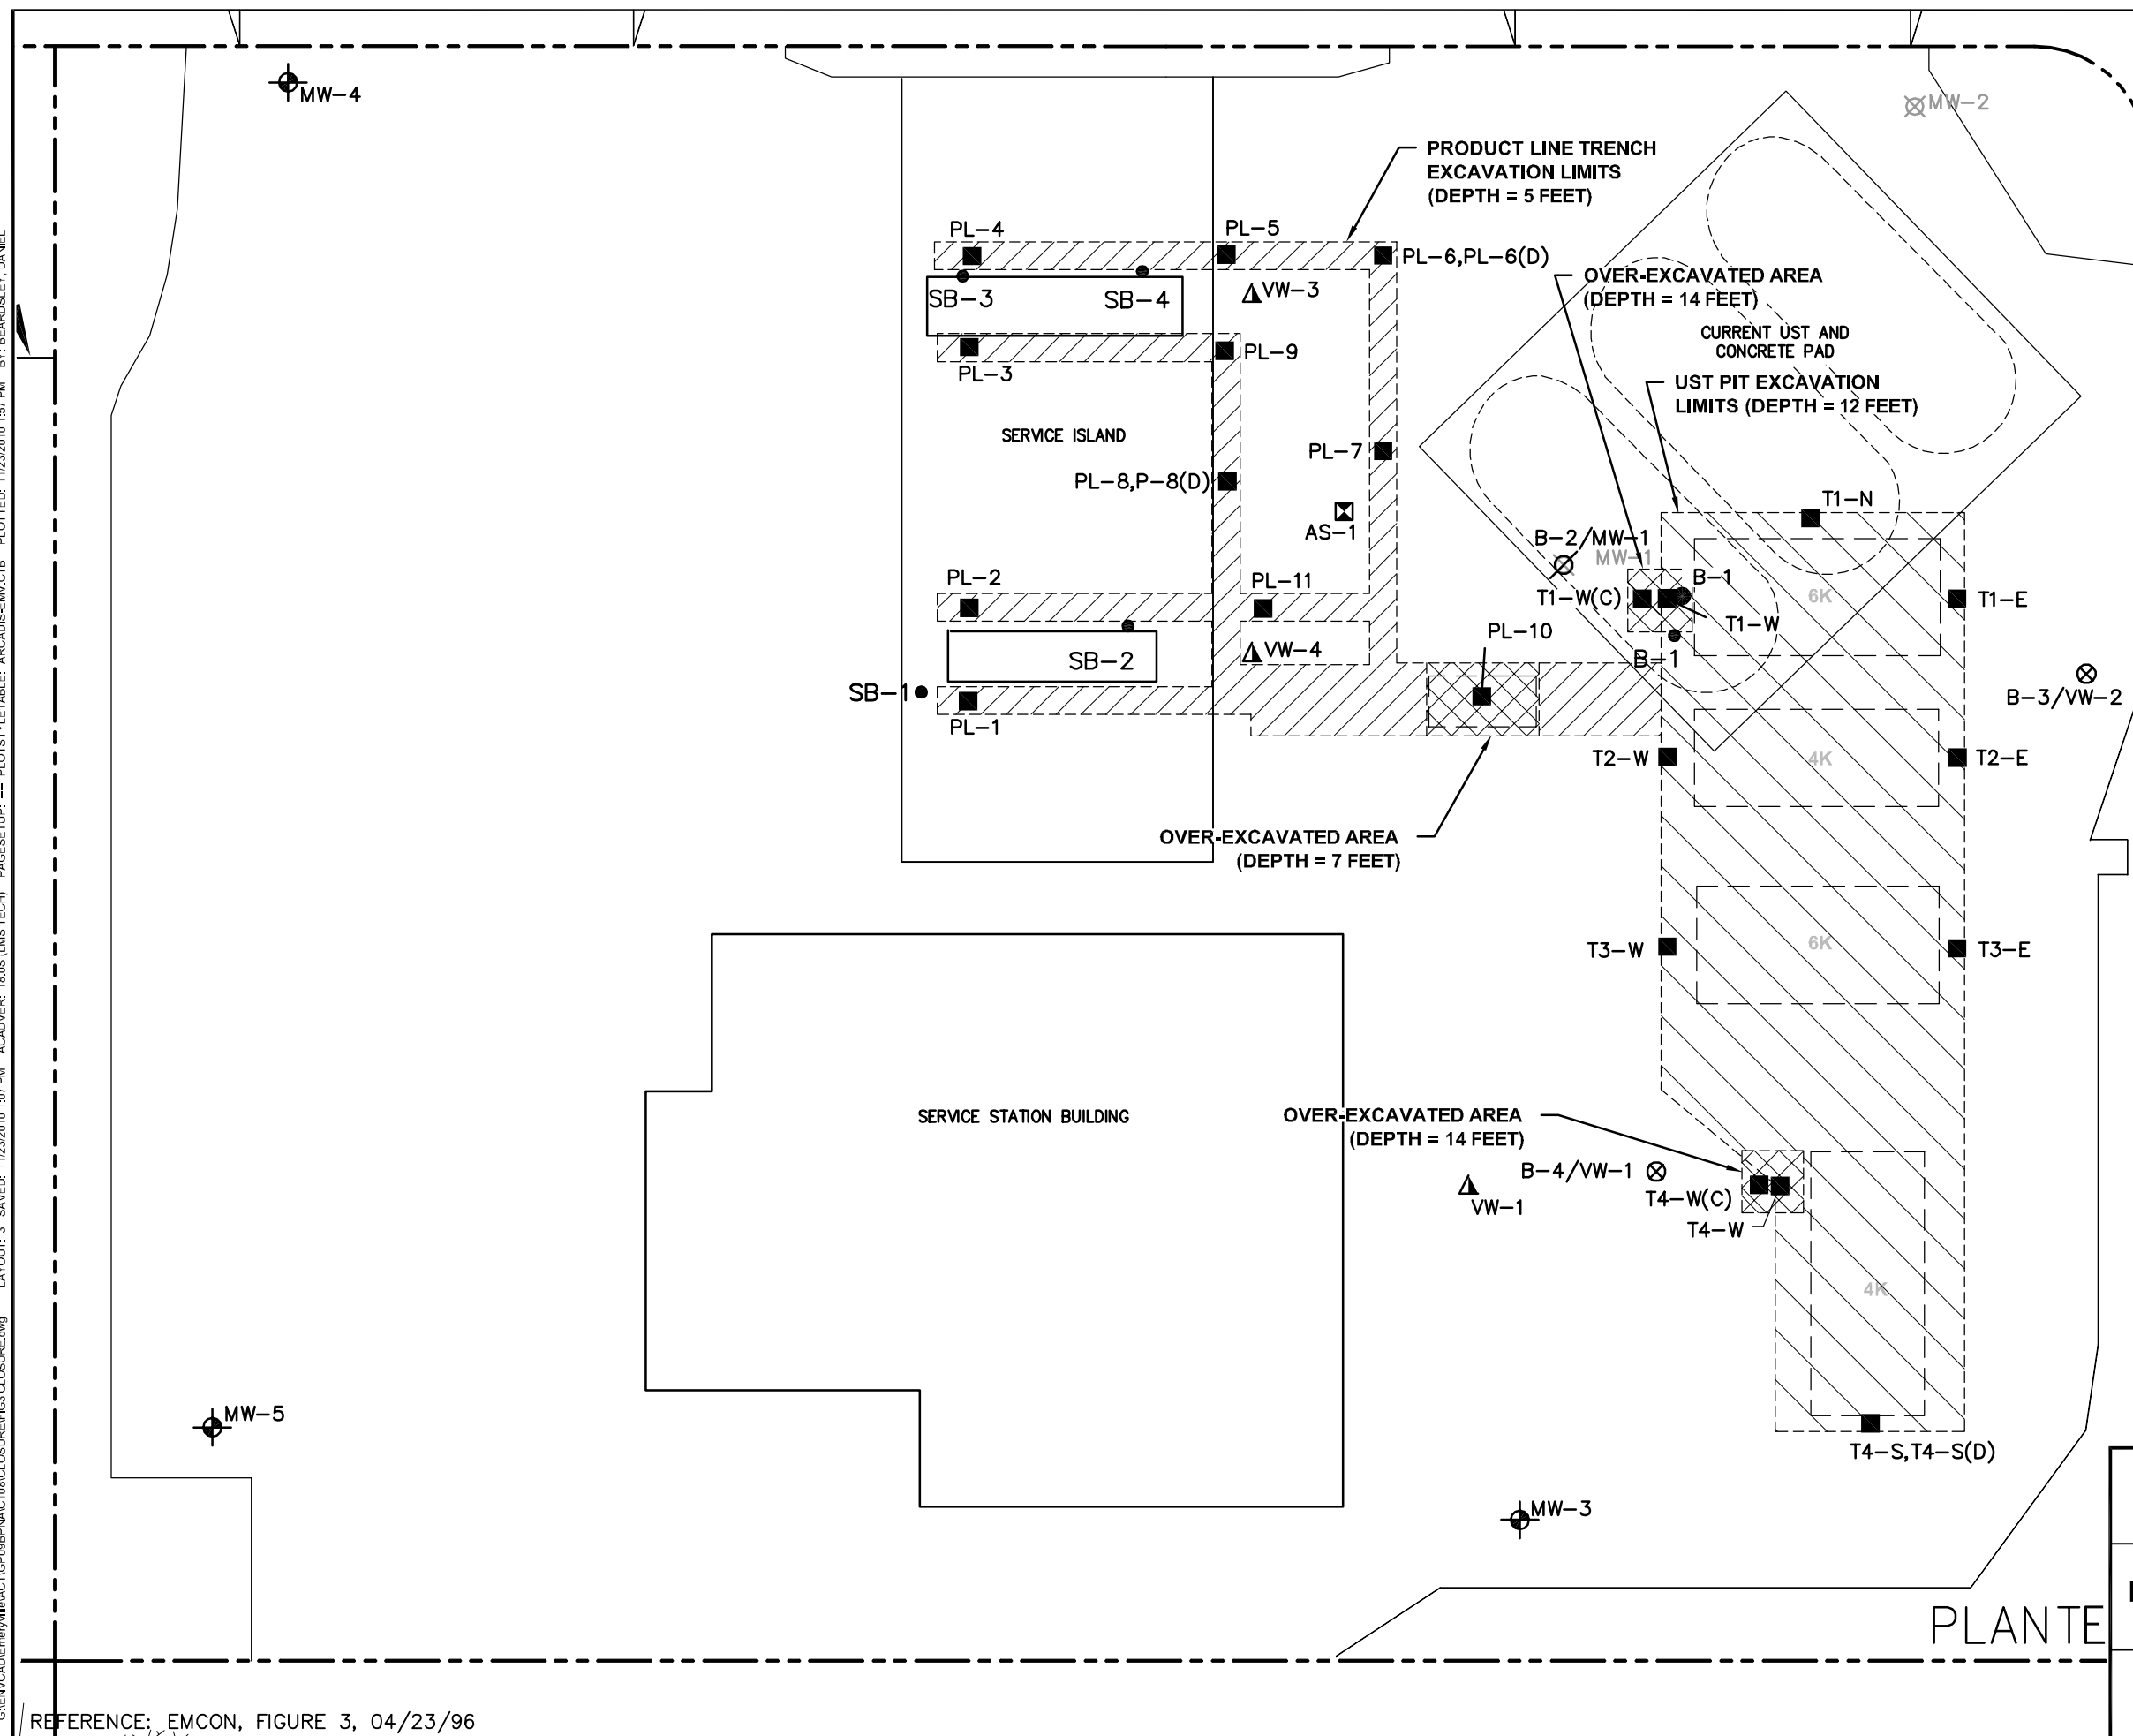 MW-4
MW-2
PRODUCT LINE TRENCH
EXCAVATION LIMITS
(DEPTH = 5 FEET)
PL-4
PL-5
PL-6,PL-6(D)
OVER-EXCAVATED AREA
(DEPTH = 14 FEET)
SB-3
SB-4
VW-3
CURRENT UST AND
CONCRETE PAD
PL-9
PL-3
UST PIT EXCAVATION
LIMITS (DEPTH = 12 FEET)
SERVICE ISLAND
PL-7
PL-8,P-8(D)
T1-N
AS-1
B-2/MW-1
MW-1
PL-2
PL-11
B-1
T1-W(C)
6K
T1-E
T1-W
PL-10
SB-2
VW-4
B-1
SB-1
B-3/VW-2
PL-1
T2-W
4K
T2-E
OVER-EXCAVATED AREA
(DEPTH = 7 FEET)
T3-W
6K
T3-E
SERVICE STATION BUILDING
OVER-EXCAVATED AREA
(DEPTH = 14 FEET)
B-4/VW-1
T4-W(C)
VW-1
T4-W
4K
MW-5
T4-S,T4-S(D)
MW-3
PLANTE
REFERENCE: EMCON, FIGURE 3, 04/23/96